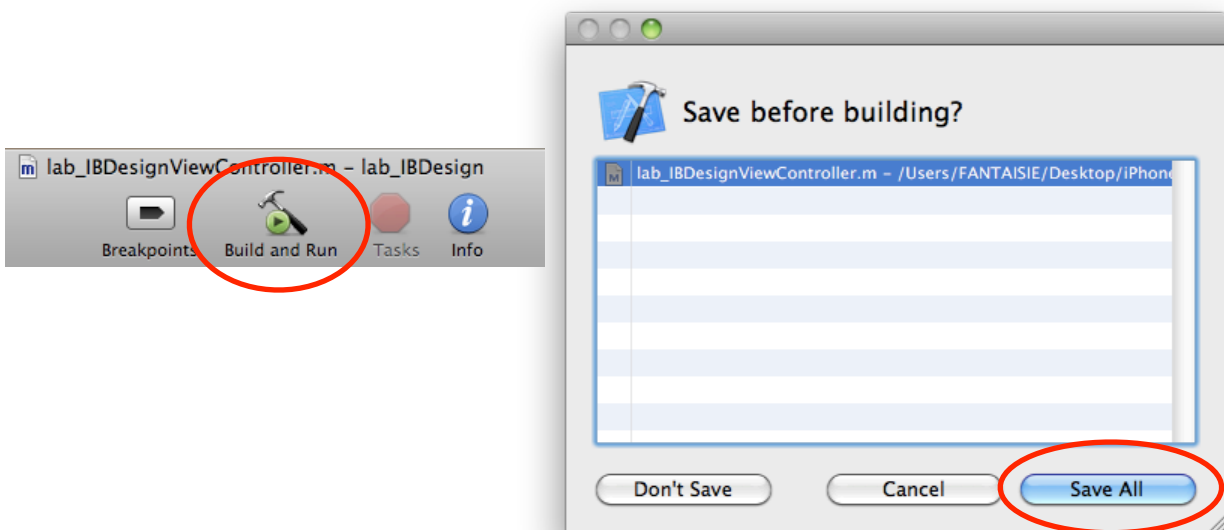 lab_IBDesignViewController.m – lab_IBDesign
Breakpoints Build and Run Tasks Info
Save before building?
lab_IBDesignViewController.m – /Users/FANTAISIE/Desktop/iPhone
Don't Save Cancel Save All